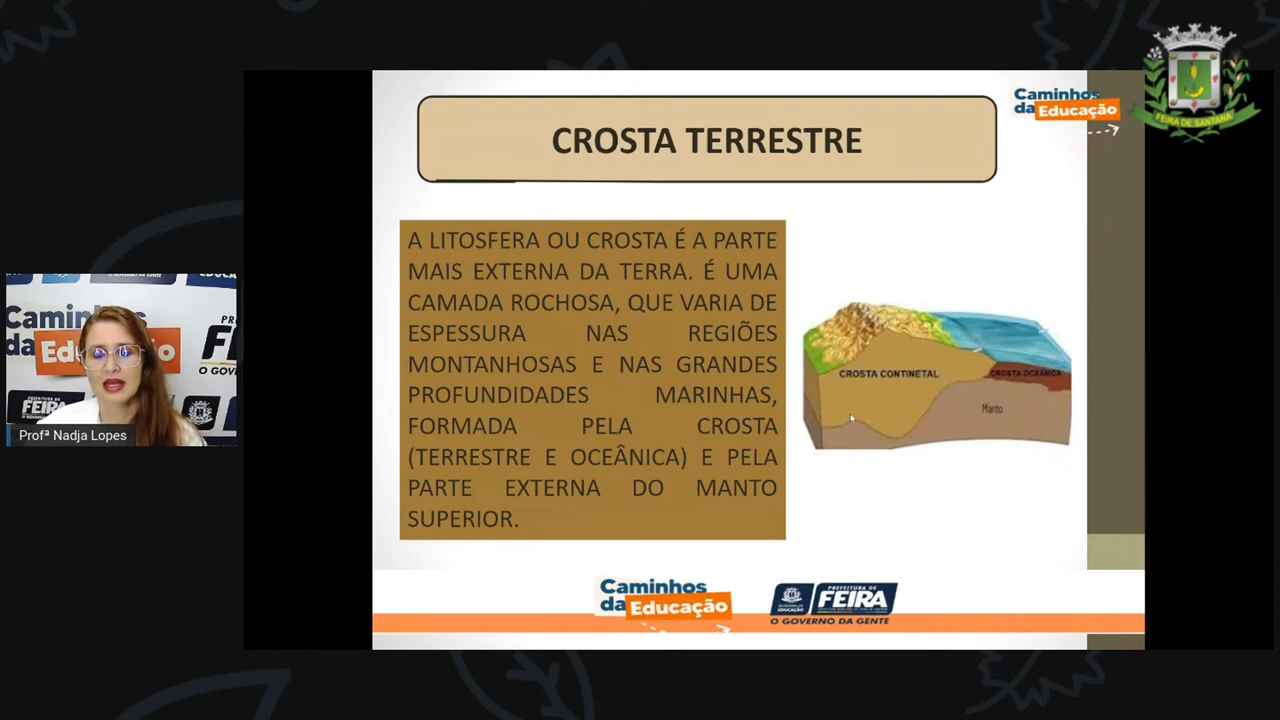 Caminhos
da Educação
FEIRA DE SANTANA
CROSTA TERRESTRE
A LITOSFERA OU CROSTA É A PARTE
MAIS EXTERNA DA TERRA. É UMA
CAMADA ROCHOSA, QUE VARIA DE
ESPESSURA NAS REGIÕES
MONTANHOSAS E NAS GRANDES
PROFUNDIDADES MARINHAS,
FORMADA PELA CROSTA
(TERRESTRE E OCEÂNICA) E PELA
PARTE EXTERNA DO MANTO
SUPERIOR.
CROSTA CONTINETAL
CROSTA OCEÂNICA
Manto
Profª Nadja Lopes
Caminhos
da Educação
PREFEITURA DE
FEIRA
O GOVERNO DA GENTE